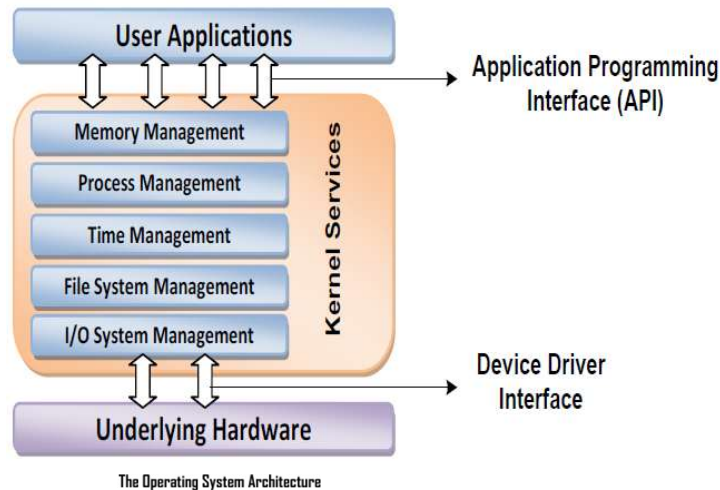 User Applications
Application Programming
Interface (API)
Memory Management
Process Management
Time Management
File System Management
I/O System Management
Kernel Services
Device Driver
Interface
Underlying Hardware
The Operating System Architecture